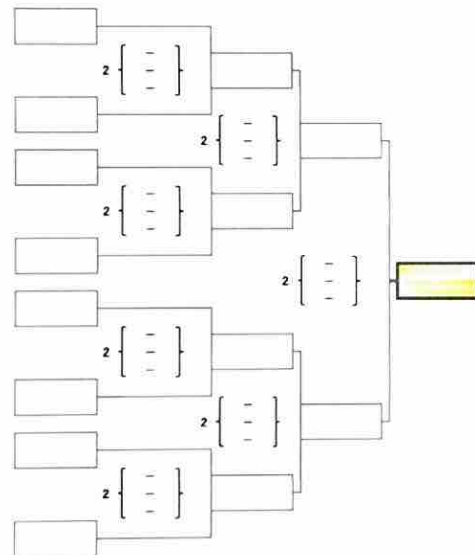 2 { – – – }
2 { – – – }
2 { – – – }
2 { – – – }
2 { – – – }
2 { – – – }
2 { – – – }